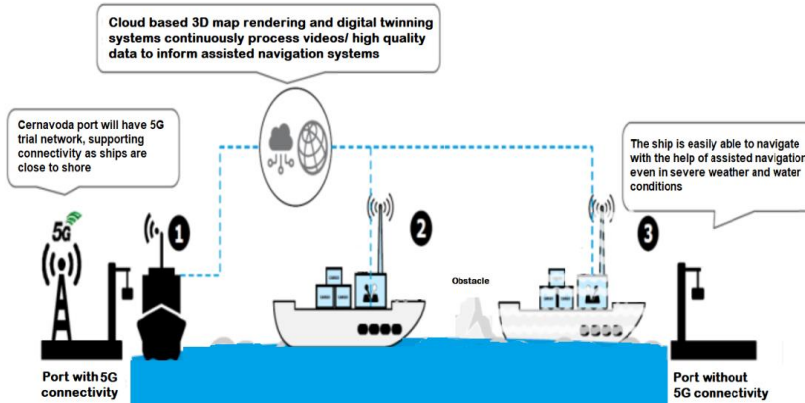 Cloud based 3D map rendering and digital twinning
systems continuously process videos/ high quality
data to inform assisted navigation systems
Cernavoda port will have 5G
trial network, supporting
connectivity as ships are
close to shore
The ship is easily able to navigate
with the help of assisted navigation
even in severe weather and water
conditions
5G
1
2
3
Obstacle
Port with 5G
connectivity
Port without
5G connectivity